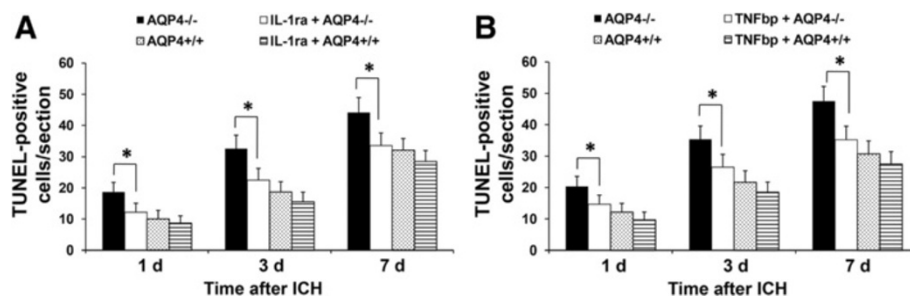 A
AQP4-/-
IL-1ra + AQP4-/-
AQP4+/+
IL-1ra + AQP4+/+
TUNEL-positive
cells/section
60
50
40
30
20
10
0
*
*
*
1 d
3 d
7 d
Time after ICH
B
AQP4-/-
TNFbp + AQP4-/-
AQP4+/+
TNFbp + AQP4+/+
TUNEL-positive
cells/section
60
50
40
30
20
10
0
*
*
*
1 d
3 d
7 d
Time after ICH